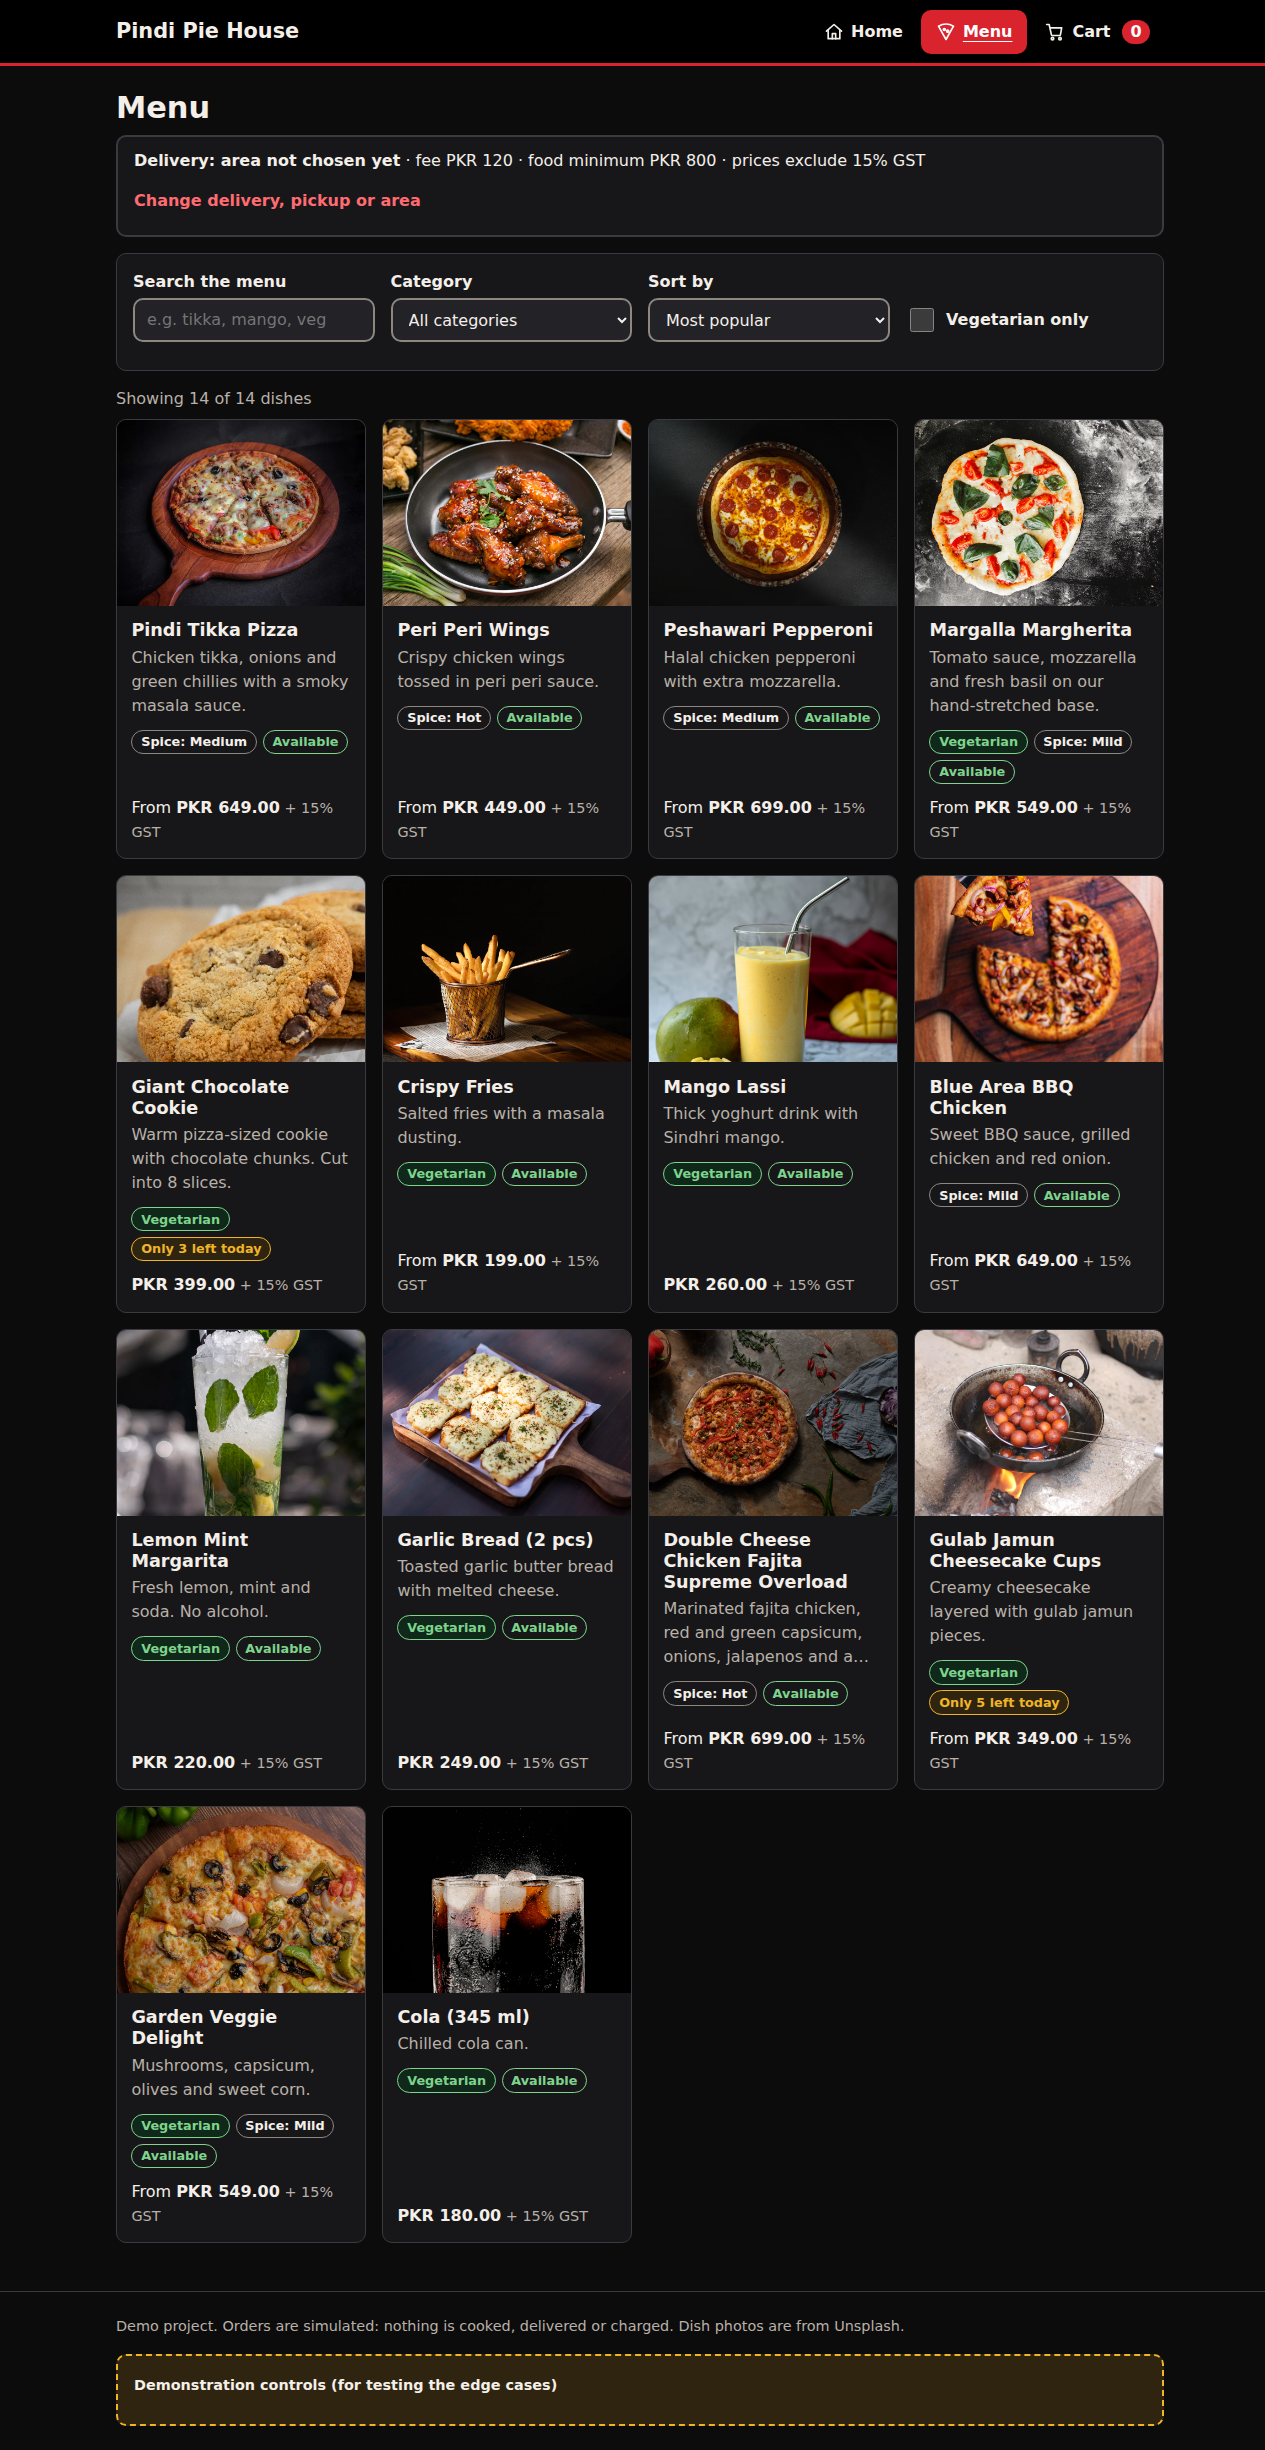 Pindi Pie House
Home
Menu
Cart 0
Menu
Delivery: area not chosen yet · fee PKR 120 · food minimum PKR 800 · prices exclude 15% GST
Change delivery, pickup or area
Search the menu
e.g. tikka, mango, veg
Category
All categories
Sort by
Most popular
Vegetarian only
Showing 14 of 14 dishes
Pindi Tikka Pizza
Chicken tikka, onions and
green chillies with a smoky
masala sauce.
Spice: Medium Available
From PKR 649.00 + 15%
GST
Peri Peri Wings
Crispy chicken wings
tossed in peri peri sauce.
Spice: Hot Available
From PKR 449.00 + 15%
GST
Peshawari Pepperoni
Halal chicken pepperoni
with extra mozzarella.
Spice: Medium Available
From PKR 699.00 + 15%
GST
Margalla Margherita
Tomato sauce, mozzarella
and fresh basil on our
hand-stretched base.
Vegetarian Spice: Mild
Available
From PKR 549.00 + 15%
GST
Giant Chocolate
Cookie
Warm pizza-sized cookie
with chocolate chunks. Cut
into 8 slices.
Vegetarian
Only 3 left today
PKR 399.00 + 15% GST
Crispy Fries
Salted fries with a masala
dusting.
Vegetarian Available
From PKR 199.00 + 15%
GST
Mango Lassi
Thick yoghurt drink with
Sindhri mango.
Vegetarian Available
PKR 260.00 + 15% GST
Blue Area BBQ
Chicken
Sweet BBQ sauce, grilled
chicken and red onion.
Spice: Mild Available
From PKR 649.00 + 15%
GST
Lemon Mint
Margarita
Fresh lemon, mint and
soda. No alcohol.
Vegetarian Available
PKR 220.00 + 15% GST
Garlic Bread (2 pcs)
Toasted garlic butter bread
with melted cheese.
Vegetarian Available
PKR 249.00 + 15% GST
Double Cheese
Chicken Fajita
Supreme Overload
Marinated fajita chicken,
red and green capsicum,
onions, jalapenos and a…
Spice: Hot Available
From PKR 699.00 + 15%
GST
Gulab Jamun
Cheesecake Cups
Creamy cheesecake
layered with gulab jamun
pieces.
Vegetarian
Only 5 left today
From PKR 349.00 + 15%
GST
Garden Veggie
Delight
Mushrooms, capsicum,
olives and sweet corn.
Vegetarian Spice: Mild
Available
From PKR 549.00 + 15%
GST
Cola (345 ml)
Chilled cola can.
Vegetarian Available
PKR 180.00 + 15% GST
Demo project. Orders are simulated: nothing is cooked, delivered or charged. Dish photos are from Unsplash.
Demonstration controls (for testing the edge cases)